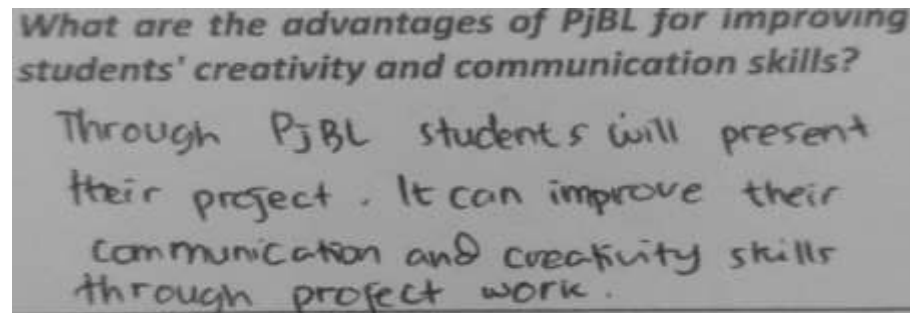 What are the advantages of PjBL for improving
students' creativity and communication skills?
Through PjBL students will present
their project. It can improve their
communication and creativity skills
through project work.